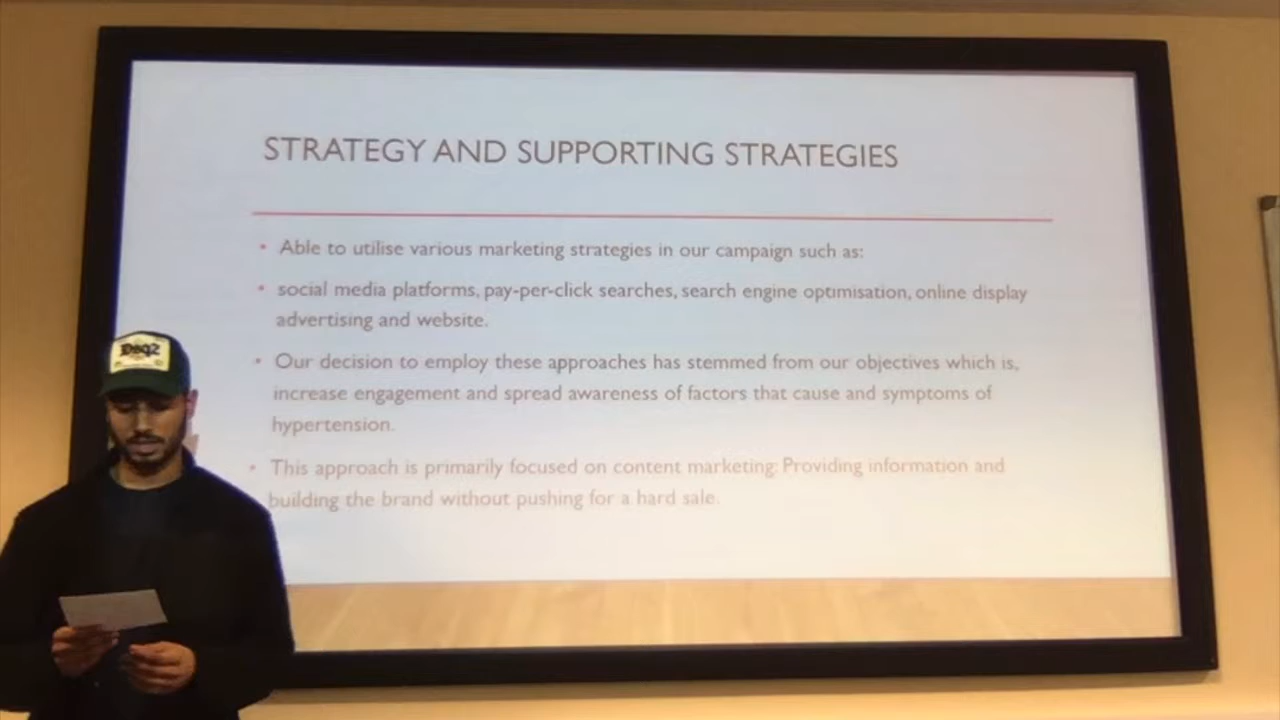 STRATEGY AND SUPPORTING STRATEGIES
• Able to utilise various marketing strategies in our campaign such as:
• social media platforms, pay-per-click searches, search engine optimisation, online display
advertising and website.
• Our decision to employ these approaches has stemmed from our objectives which is,
increase engagement and spread awareness of factors that cause and symptoms of
hypertension.
• This approach is primarily focused on content marketing: Providing information and
building the brand without pushing for a hard sale.
Dsq2